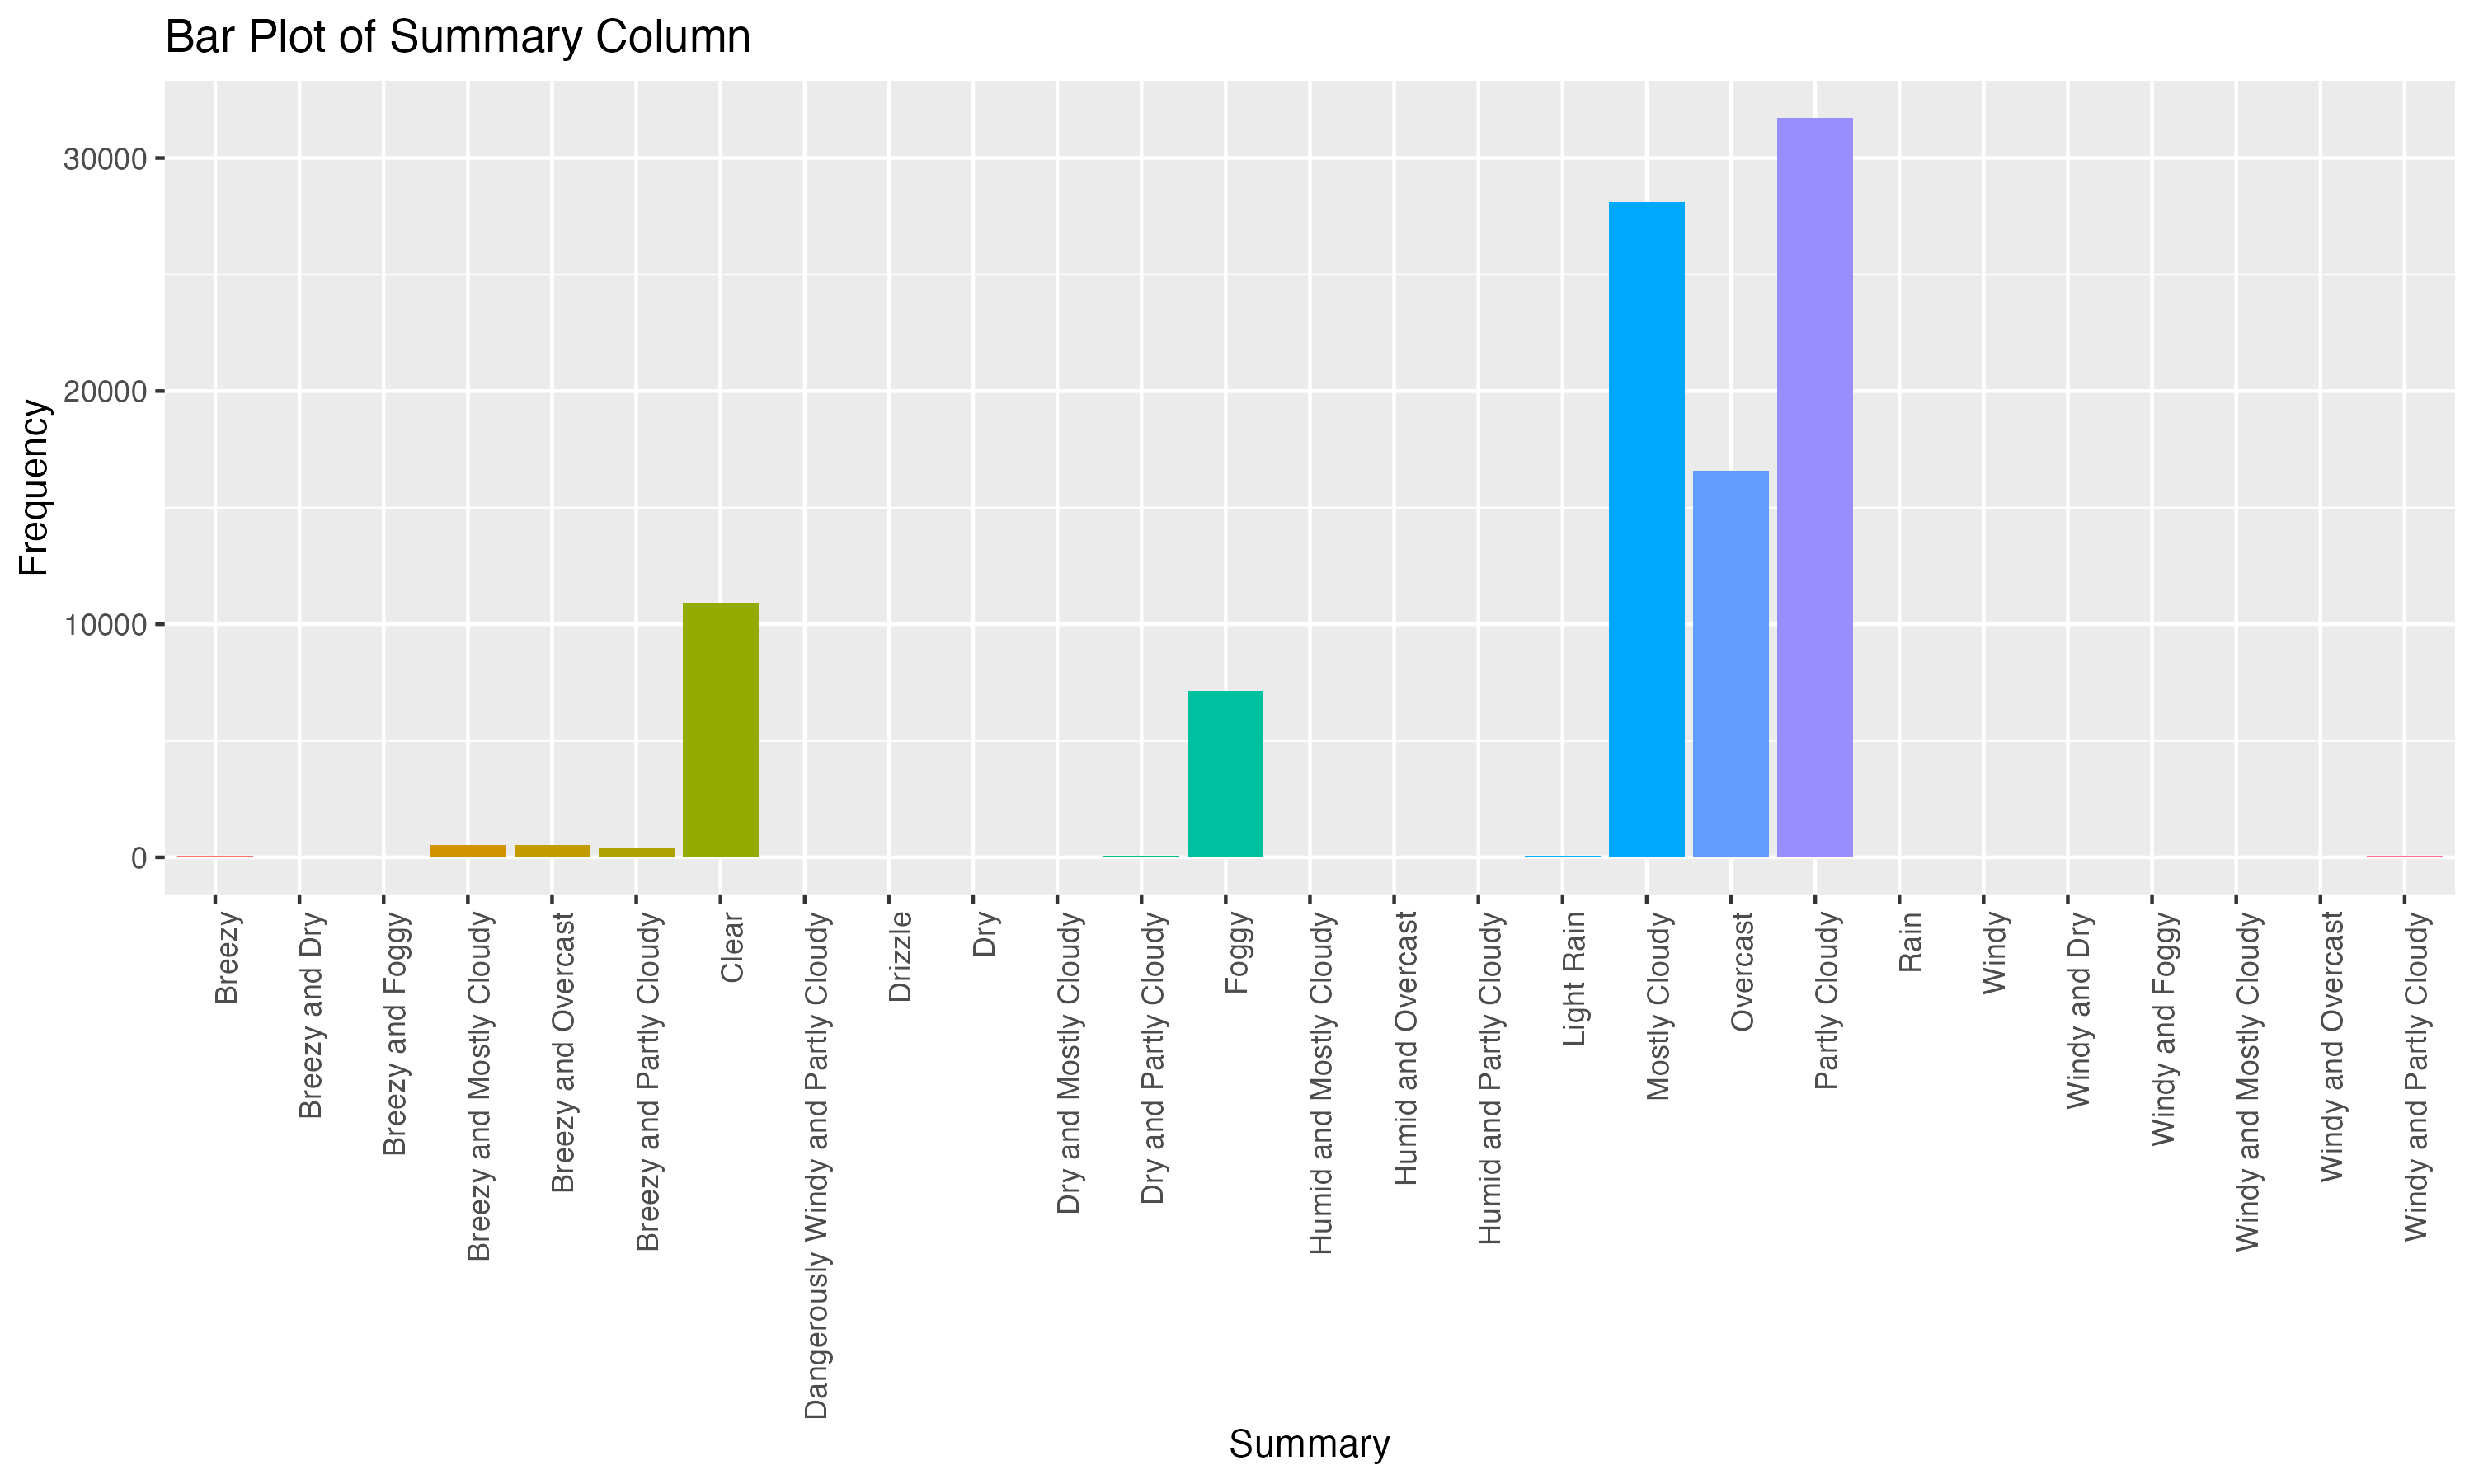 Bar Plot of Summary Column
Frequency
30000
20000
10000
0
Breezy
Breezy and Dry
Breezy and Foggy
Breezy and Mostly Cloudy
Breezy and Overcast
Breezy and Partly Cloudy
Clear
Dangerously Windy and Partly Cloudy
Drizzle
Dry
Dry and Mostly Cloudy
Dry and Partly Cloudy
Foggy
Humid and Mostly Cloudy
Humid and Overcast
Humid and Partly Cloudy
Light Rain
Mostly Cloudy
Overcast
Partly Cloudy
Rain
Windy
Windy and Dry
Windy and Foggy
Windy and Mostly Cloudy
Windy and Overcast
Windy and Partly Cloudy
Summary